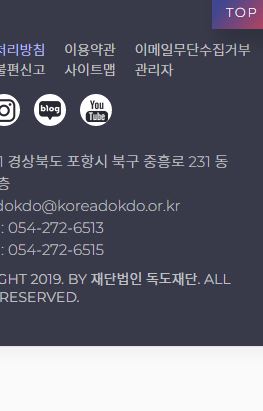 TOP
처리방침 이용약관 이메일무단수집거부
불편신고 사이트맵 관리자
blog You Tube
1 경상북도 포항시 북구 중흥로 231 동
층
dokdo@koreadokdo.or.kr
: 054-272-6513
: 054-272-6515
GHT 2019. BY 재단법인 독도재단. ALL
RESERVED.